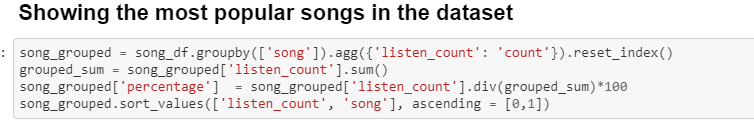 Showing the most popular songs in the dataset
: song_grouped = song_df.groupby(['song']).agg({'listen_count': 'count'}).reset_index()
grouped_sum = song_grouped['listen_count'].sum()
song_grouped['percentage']  = song_grouped['listen_count'].div(grouped_sum)*100
song_grouped.sort_values(['listen_count', 'song'], ascending = [0,1])